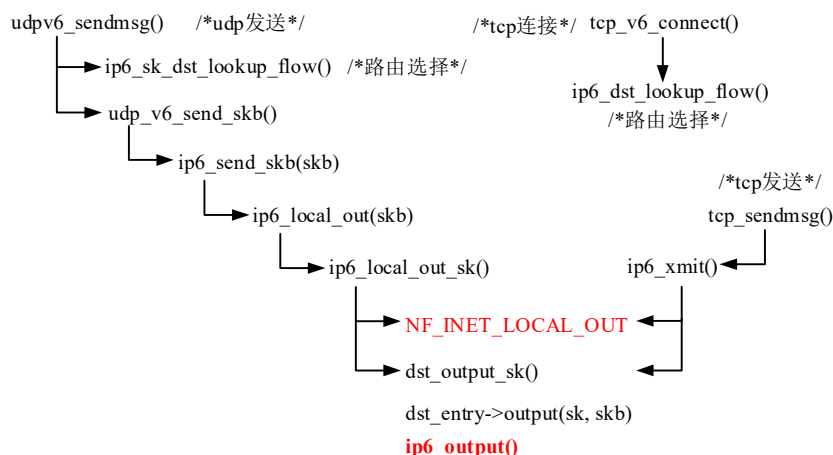 udpv6_sendmsg() /*udp发送*/ /*tcp连接*/ tcp_v6_connect()
ip6_sk_dst_lookup_flow() /*路由选择*/
ip6_dst_lookup_flow()
/*路由选择*/
udp_v6_send_skb()
ip6_send_skb(skb)
/*tcp发送*/
ip6_local_out(skb) tcp_sendmsg()
ip6_local_out_sk() ip6_xmit()
NF_INET_LOCAL_OUT
dst_output_sk()
dst_entry->output(sk, skb)
ip6_output()